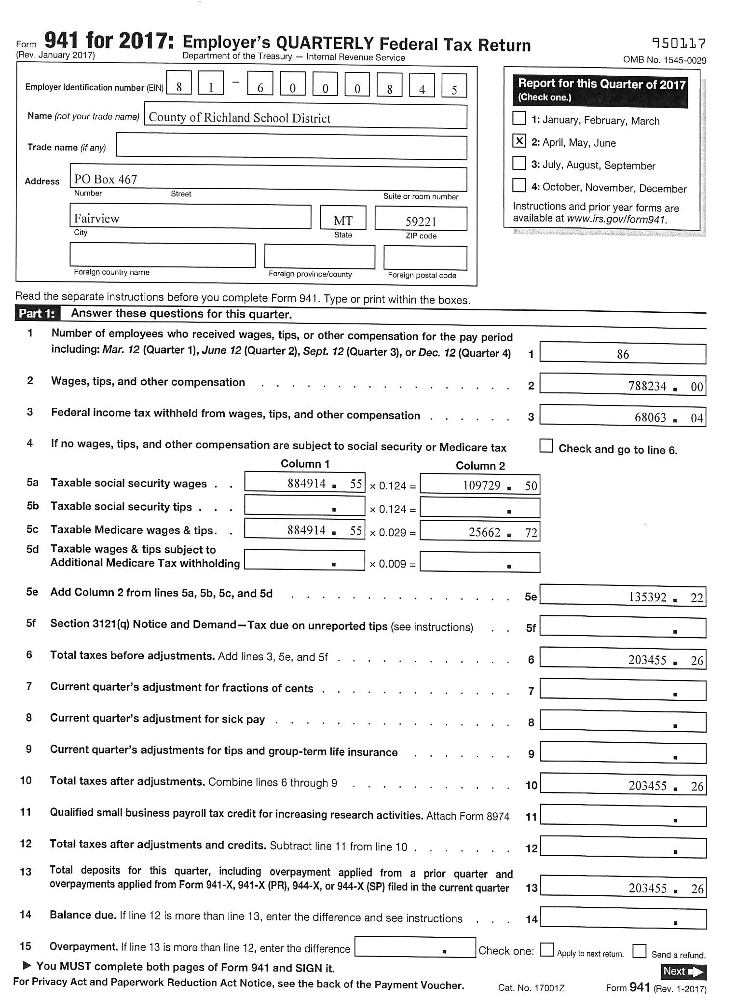 Form 941 for 2017: Employer's QUARTERLY Federal Tax Return
950117
(Rev. January 2017)
Department of the Treasury — Internal Revenue Service
OMB No. 1545-0029
Employer identification number (EIN) 8 1 – 6 0 0 0 8 4 5
Name (not your trade name) County of Richland School District
Trade name (if any)
Address PO Box 467
Number Street Suite or room number
Fairview MT 59221
City State ZIP code
Foreign country name Foreign province/county Foreign postal code
Report for this Quarter of 2017
(Check one.)
1: January, February, March
X 2: April, May, June
3: July, August, September
4: October, November, December
Instructions and prior year forms are
available at www.irs.gov/form941.
Read the separate instructions before you complete Form 941. Type or print within the boxes.
Part 1: Answer these questions for this quarter.
1 Number of employees who received wages, tips, or other compensation for the pay period
including: Mar. 12 (Quarter 1), June 12 (Quarter 2), Sept. 12 (Quarter 3), or Dec. 12 (Quarter 4) 1 86
2 Wages, tips, and other compensation . . . . . . . . . . . . . . . . . 2 788234 . 00
3 Federal income tax withheld from wages, tips, and other compensation . . . . . . 3 68063 . 04
4 If no wages, tips, and other compensation are subject to social security or Medicare tax Check and go to line 6.
Column 1 Column 2
5a Taxable social security wages . . 884914 . 55 × 0.124 = 109729 . 50
5b Taxable social security tips . . . . × 0.124 = .
5c Taxable Medicare wages & tips. . 884914 . 55 × 0.029 = 25662 . 72
5d Taxable wages & tips subject to
Additional Medicare Tax withholding . × 0.009 = .
5e Add Column 2 from lines 5a, 5b, 5c, and 5d . . . . . . . . . . . . . . . 5e 135392 . 22
5f Section 3121(q) Notice and Demand—Tax due on unreported tips (see instructions) . . 5f .
6 Total taxes before adjustments. Add lines 3, 5e, and 5f . . . . . . . . . . . . 6 203455 . 26
7 Current quarter's adjustment for fractions of cents . . . . . . . . . . . . . 7 .
8 Current quarter's adjustment for sick pay . . . . . . . . . . . . . . . . 8 .
9 Current quarter's adjustments for tips and group-term life insurance . . . . . . . 9 .
10 Total taxes after adjustments. Combine lines 6 through 9 . . . . . . . . . . . 10 203455 . 26
11 Qualified small business payroll tax credit for increasing research activities. Attach Form 8974 11 .
12 Total taxes after adjustments and credits. Subtract line 11 from line 10 . . . . . . . 12 .
13 Total deposits for this quarter, including overpayment applied from a prior quarter and
overpayments applied from Form 941-X, 941-X (PR), 944-X, or 944-X (SP) filed in the current quarter 13 203455 . 26
14 Balance due. If line 12 is more than line 13, enter the difference and see instructions . . . 14 .
15 Overpayment. If line 13 is more than line 12, enter the difference . Check one: Apply to next return. Send a refund.
▶ You MUST complete both pages of Form 941 and SIGN it.
Next
For Privacy Act and Paperwork Reduction Act Notice, see the back of the Payment Voucher. Cat. No. 17001Z Form 941 (Rev. 1-2017)